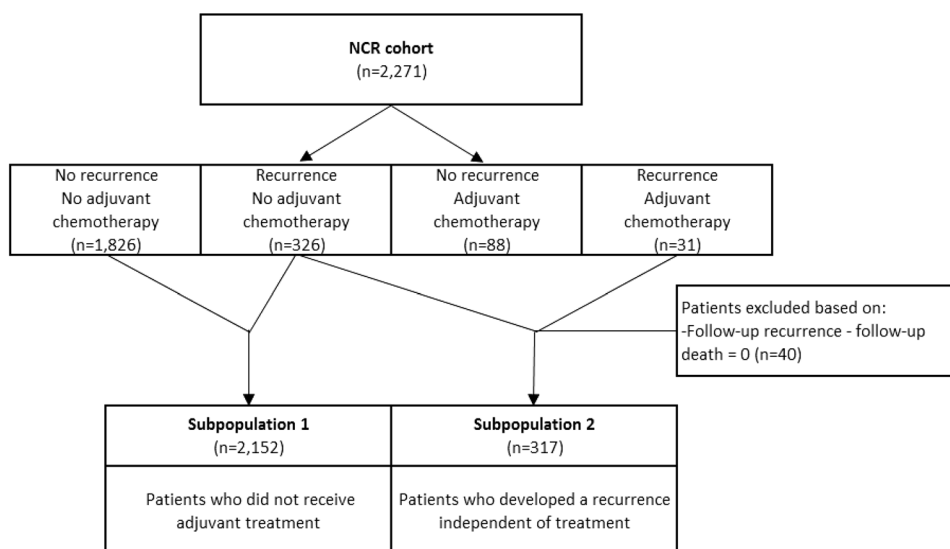 NCR cohort
(n=2,271)
No recurrence
No adjuvant
chemotherapy
(n=1,826)
Recurrence
No adjuvant
chemotherapy
(n=326)
No recurrence
Adjuvant
chemotherapy
(n=88)
Recurrence
Adjuvant
chemotherapy
(n=31)
Patients excluded based on:
-Follow-up recurrence - follow-up
death = 0 (n=40)
Subpopulation 1
(n=2,152)
Subpopulation 2
(n=317)
Patients who did not receive
adjuvant treatment
Patients who developed a recurrence
independent of treatment